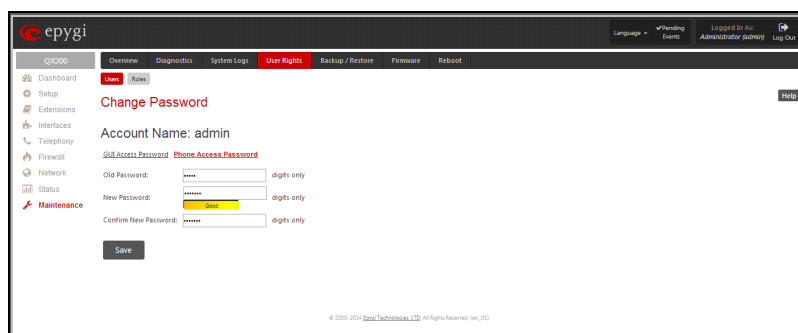 epygi
Language
Pending Events
Logged In As:
Administrator (admin)
Log Out
QX200
Overview Diagnostics System Logs User Rights Backup / Restore Firmware Reboot
Dashboard
Setup
Extensions
Interfaces
Telephony
Firewall
Network
Status
Maintenance
Users Roles
Help
Change Password
Account Name: admin
GUI Access Password Phone Access Password
Old Password: ••••• digits only
New Password: ••••••• digits only
Good
Confirm New Password: ••••••• digits only
Save
© 2000-2014 Epygi Technologies, LTD. All Rights Reserved. (en_US)